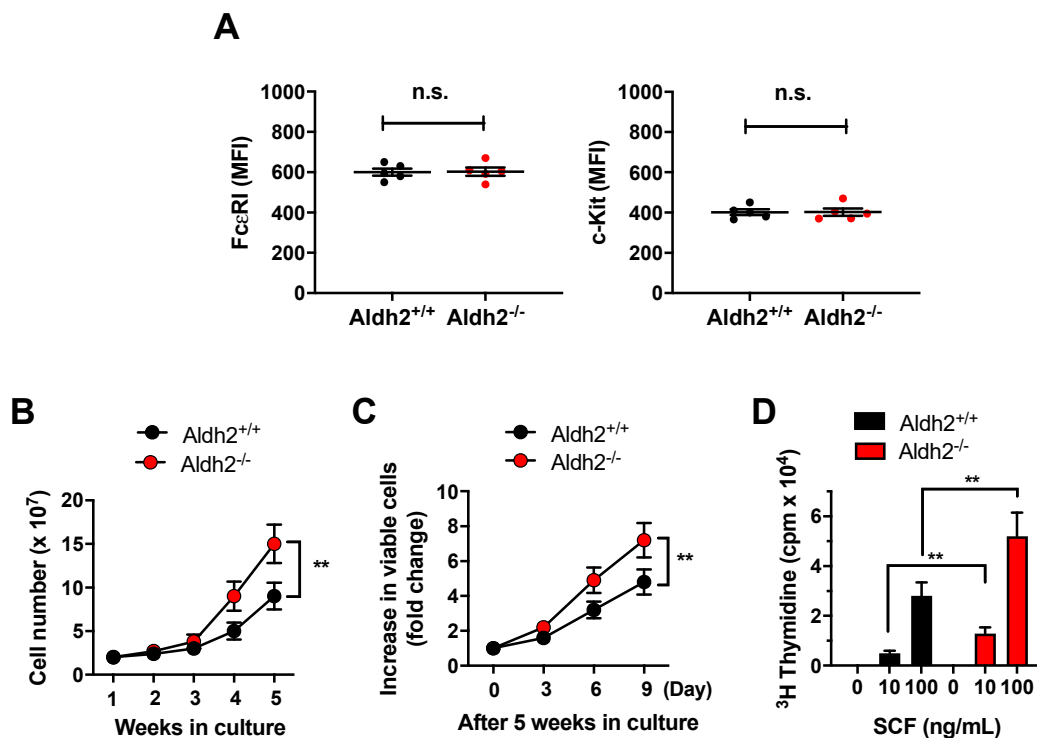 A
n.s.
1000
800
600
400
200
0
FcεRI (MFI)
Aldh2+/+ Aldh2-/-
n.s.
1000
800
600
400
200
0
c-Kit (MFI)
Aldh2+/+ Aldh2-/-
B
Aldh2+/+
Aldh2-/-
20
15
10
5
0
Cell number (x 10⁷)
**
1 2 3 4 5
Weeks in culture
C
Aldh2+/+
Aldh2-/-
10
8
6
4
2
0
Increase in viable cells
(fold change)
**
0 3 6 9 (Day)
After 5 weeks in culture
D
Aldh2+/+
Aldh2-/-
6
4
2
0
³H Thymidine (cpm x 10⁴)
**
**
0 10 100 0 10 100
SCF (ng/mL)